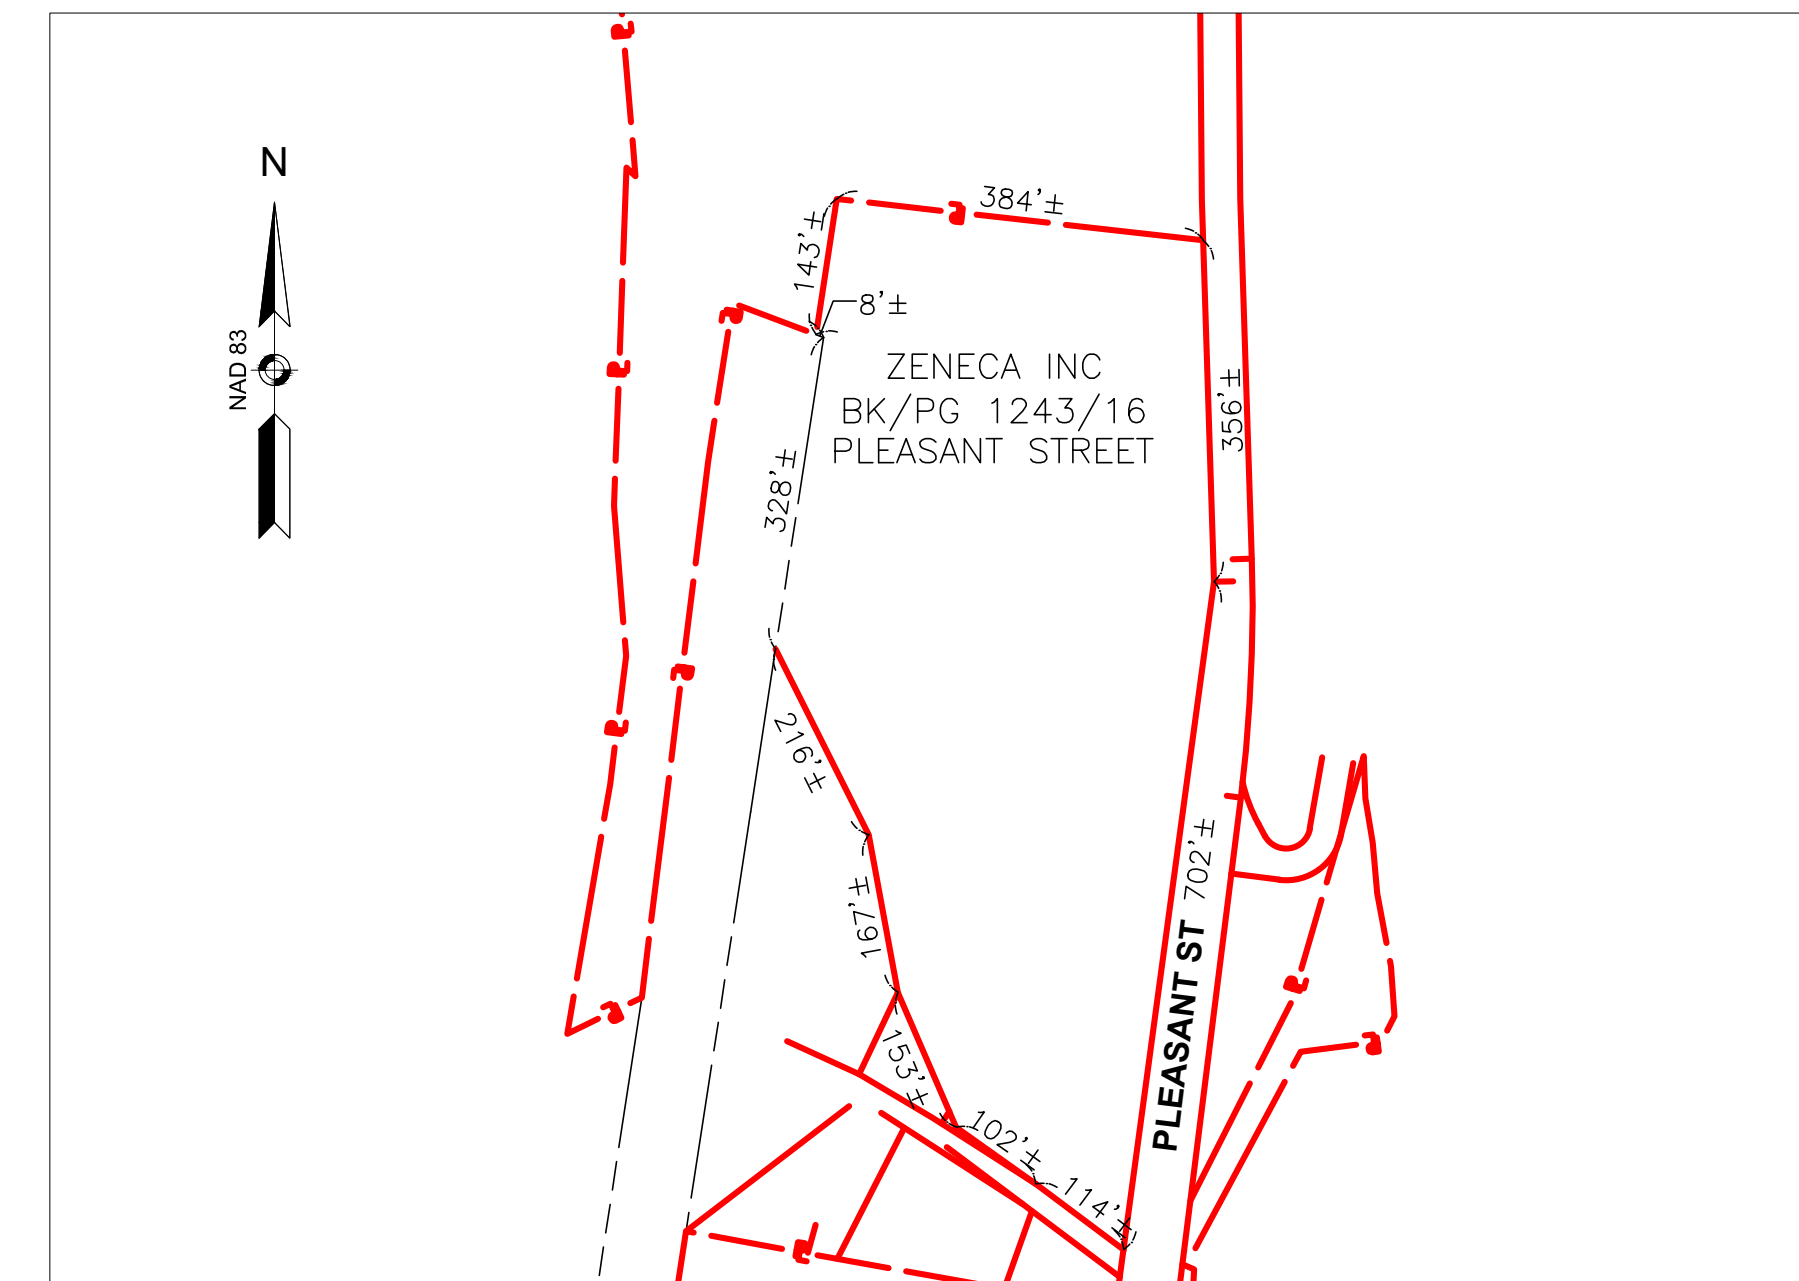 N
NAD 83
384'±
143'±
8'±
ZENECA INC
BK/PG 1243/16
PLEASANT STREET
356'±
328'±
216'±
702'±
167'±
PLEASANT ST
153'±
102'±
114'±